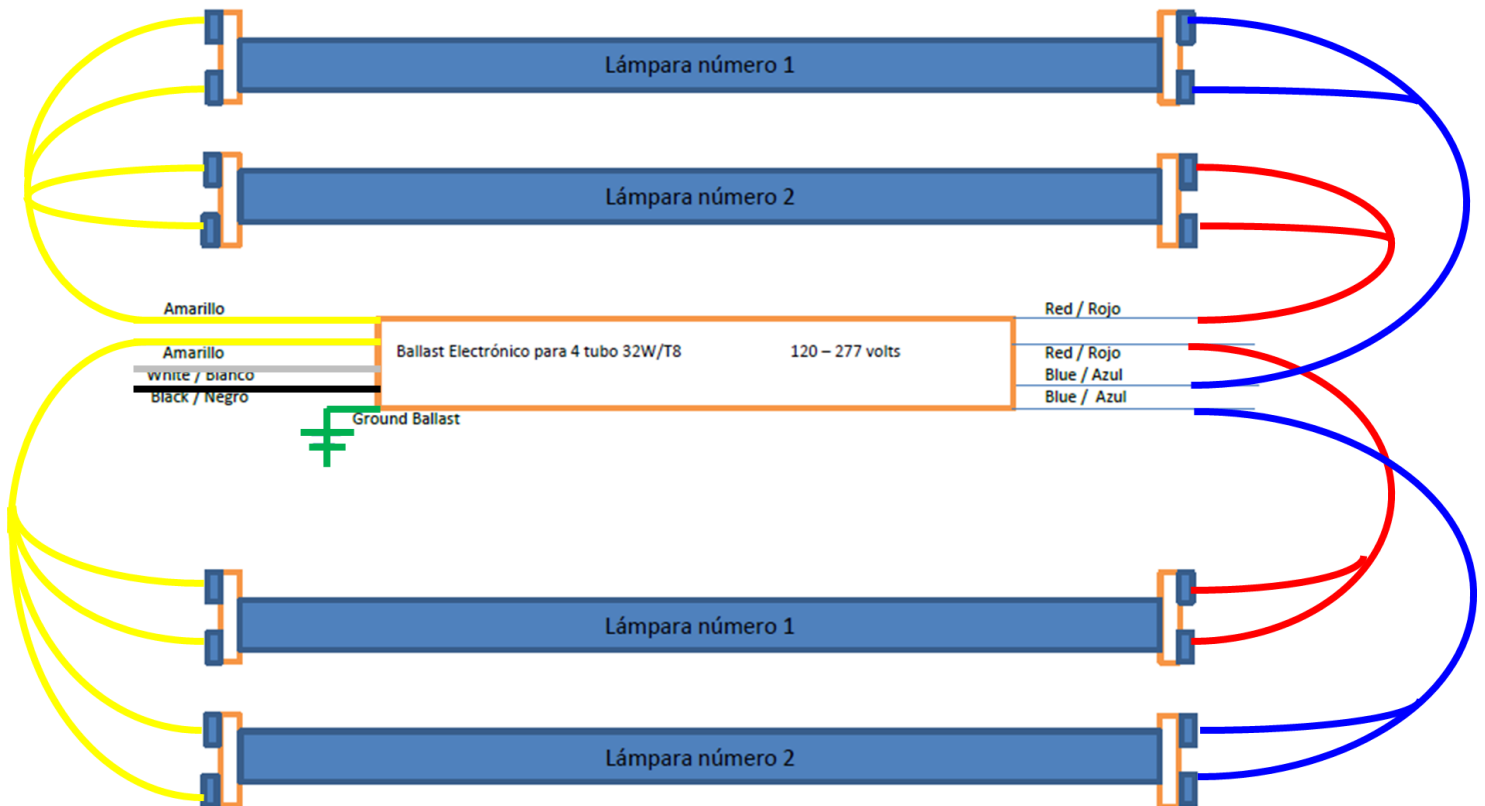 Lámpara número 1
Lámpara número 2
Amarillo
Red / Rojo
Amarillo
Ballast Electrónico para 4 tubo 32W/T8
120 – 277 volts
Red / Rojo
White / Blanco
Blue / Azul
Black / Negro
Blue / Azul
Ground Ballast
Lámpara número 1
Lámpara número 2